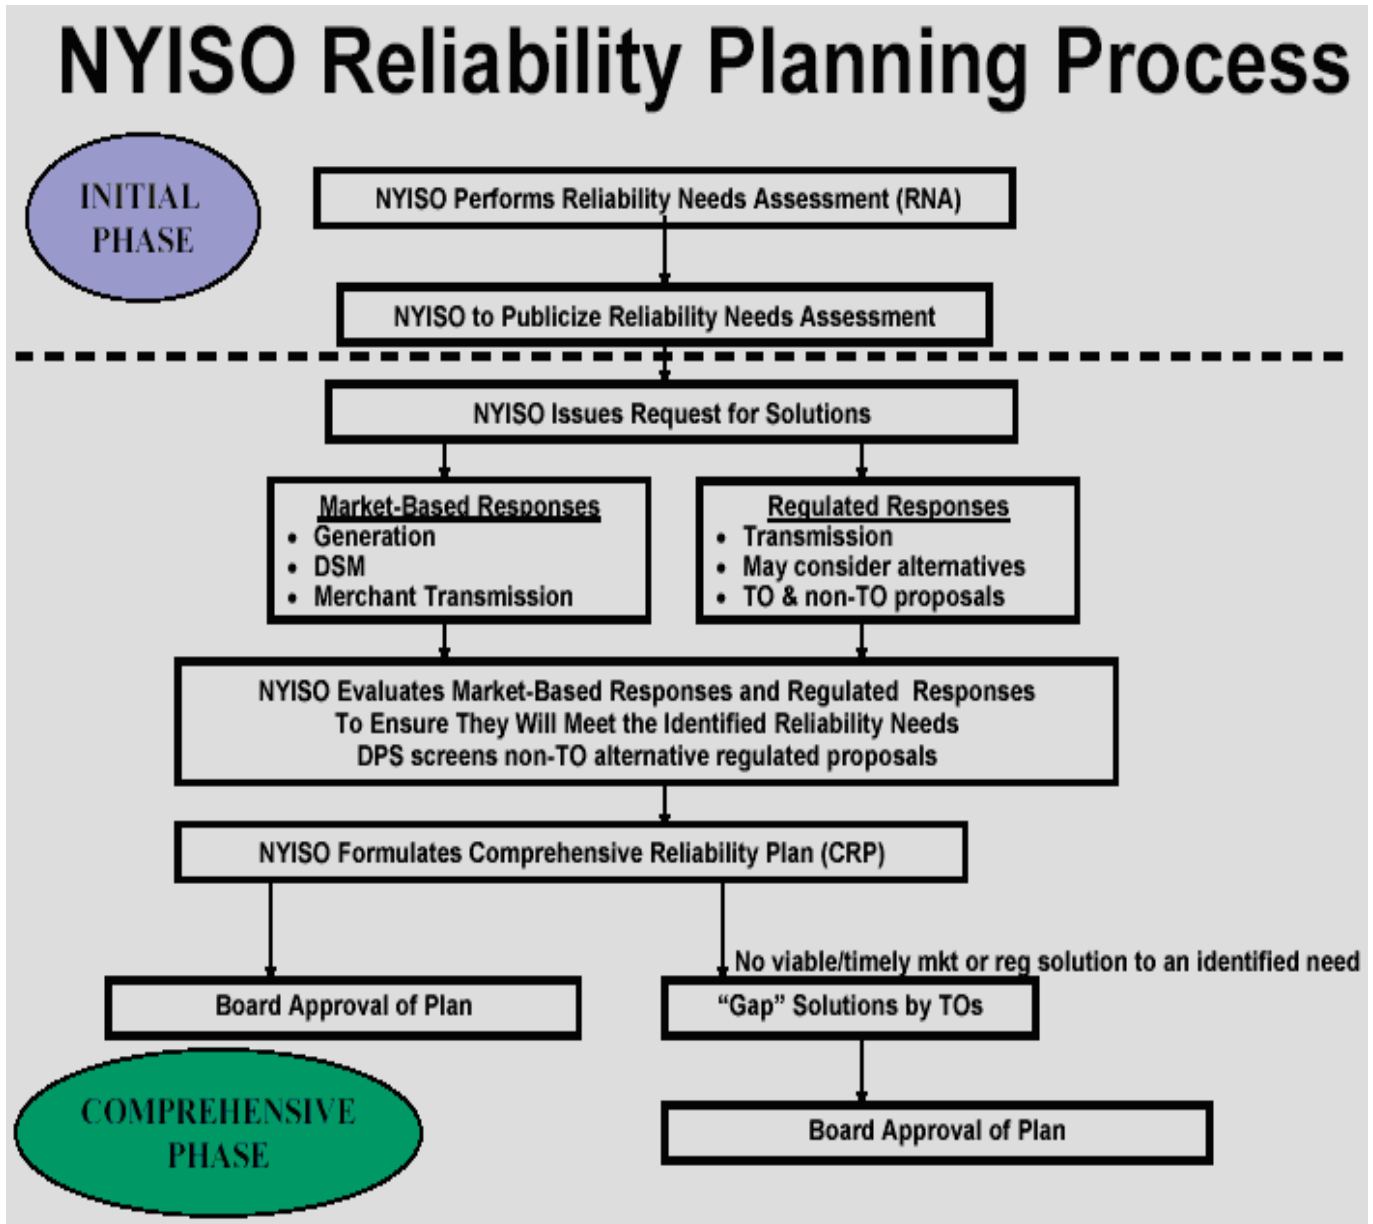 NYISO Reliability Planning Process
INITIAL
PHASE
NYISO Performs Reliability Needs Assessment (RNA)
NYISO to Publicize Reliability Needs Assessment
NYISO Issues Request for Solutions
Market-Based Responses
• Generation
• DSM
• Merchant Transmission
Regulated Responses
• Transmission
• May consider alternatives
• TO & non-TO proposals
NYISO Evaluates Market-Based Responses and Regulated Responses
To Ensure They Will Meet the Identified Reliability Needs
DPS screens non-TO alternative regulated proposals
NYISO Formulates Comprehensive Reliability Plan (CRP)
No viable/timely mkt or reg solution to an identified need
Board Approval of Plan
“Gap” Solutions by TOs
COMPREHENSIVE
PHASE
Board Approval of Plan